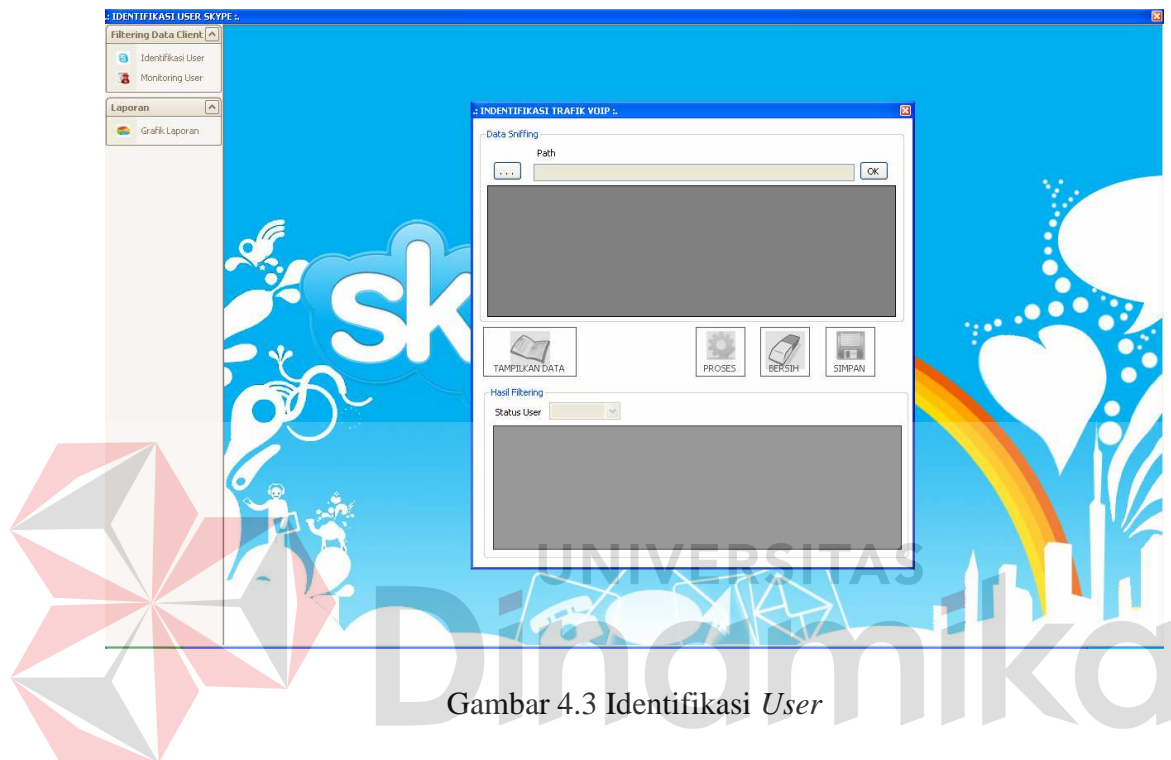 .: IDENTIFIKASI USER SKYPE :.
Filtering Data Client
Identifikasi User
Monitoring User
Laporan
Grafik Laporan
.: INDENTIFIKASI TRAFIK VOIP :.
Data Sniffing
Path
...
OK
TAMPILKAN DATA
PROSES
BERSIH
SIMPAN
Hasil Filtering
Status User
sk
UNIVERSITAS
Dinamika
Gambar 4.3 Identifikasi User